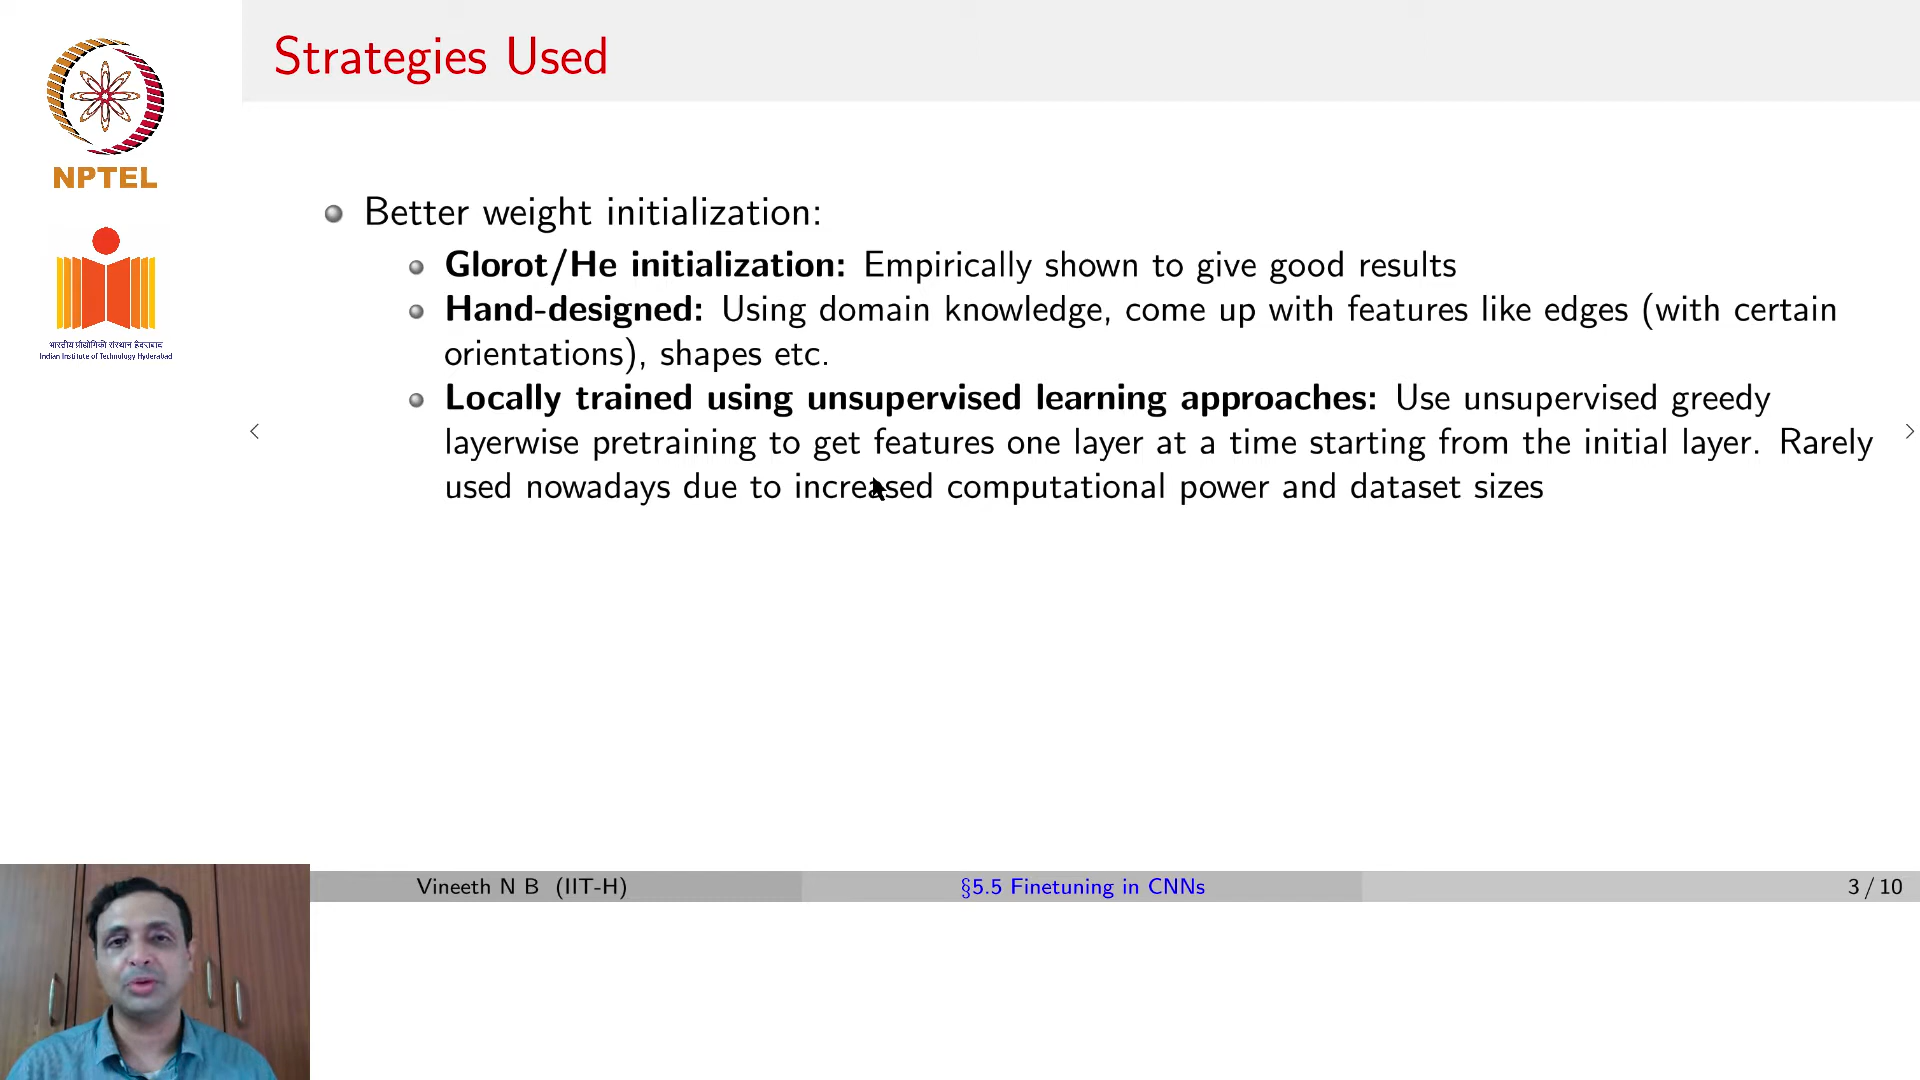 Strategies Used
NPTEL
भारतीय प्रौद्योगिकी संस्थान हैदराबाद
Indian Institute of Technology Hyderabad
Better weight initialization:
Glorot/He initialization: Empirically shown to give good results
Hand-designed: Using domain knowledge, come up with features like edges (with certain
orientations), shapes etc.
Locally trained using unsupervised learning approaches: Use unsupervised greedy
layerwise pretraining to get features one layer at a time starting from the initial layer. Rarely
used nowadays due to increased computational power and dataset sizes
Vineeth N B (IIT-H)
§5.5 Finetuning in CNNs
3 / 10